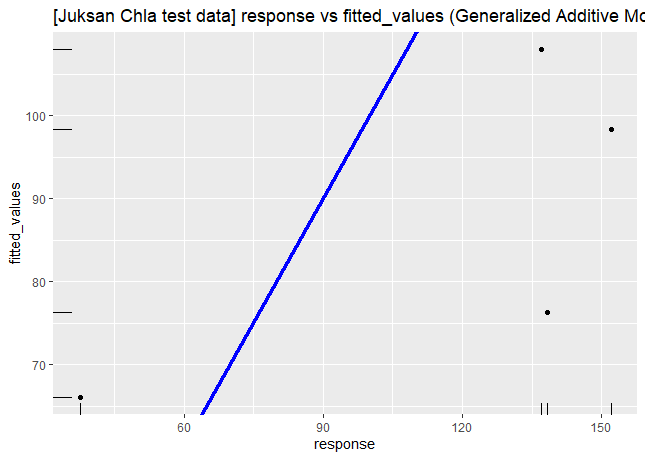 [Juksan Chla test data] response vs fitted_values (Generalized Additive Mo
100
90
80
70
fitted_values
60
90
120
150
response